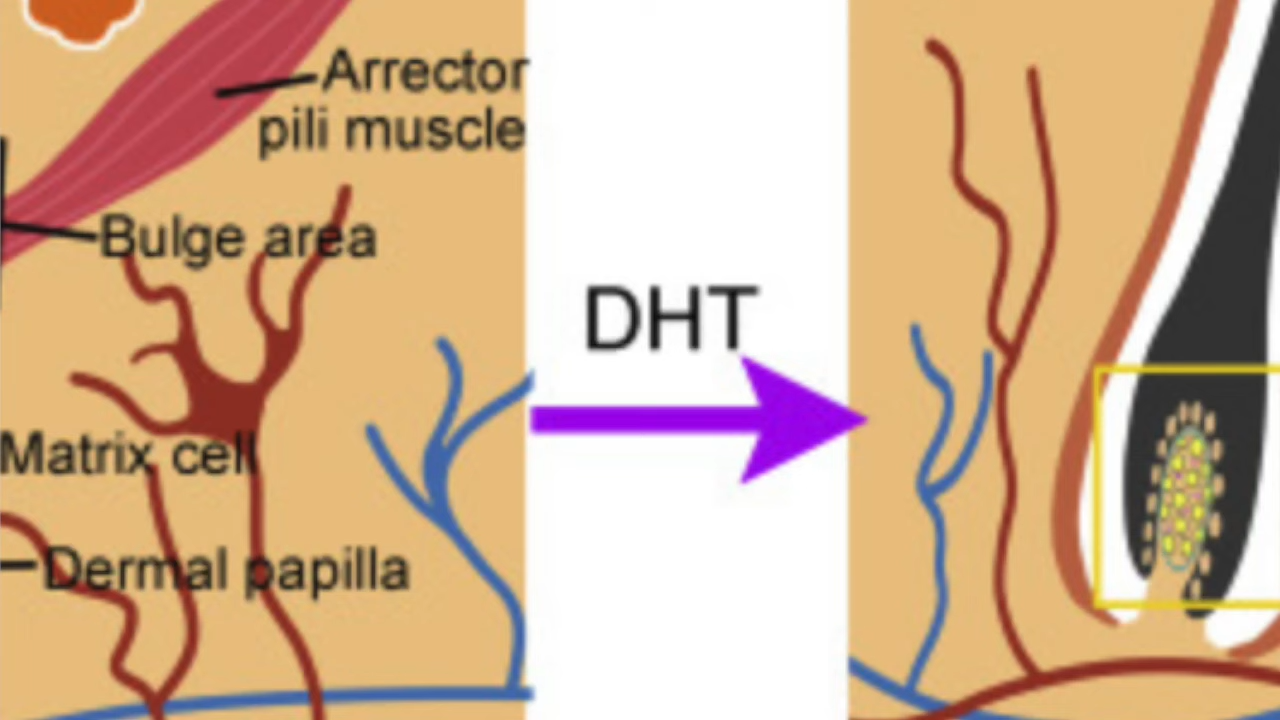 Arrector
pili muscle
Bulge area
DHT
Matrix cell
Dermal papilla